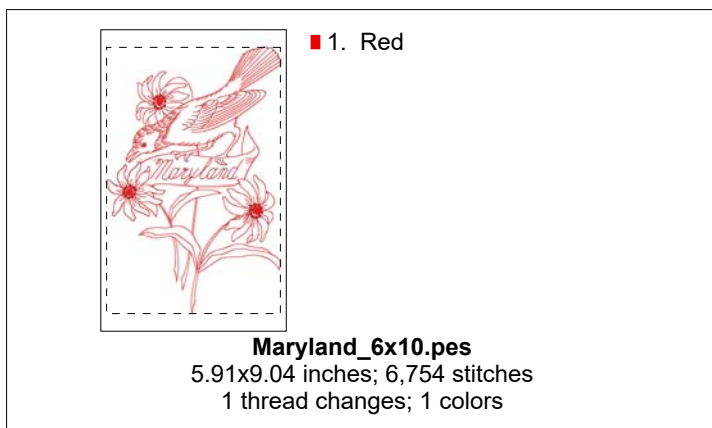 1. Red
"Maryland"
Maryland_6x10.pes
5.91x9.04 inches; 6,754 stitches
1 thread changes; 1 colors